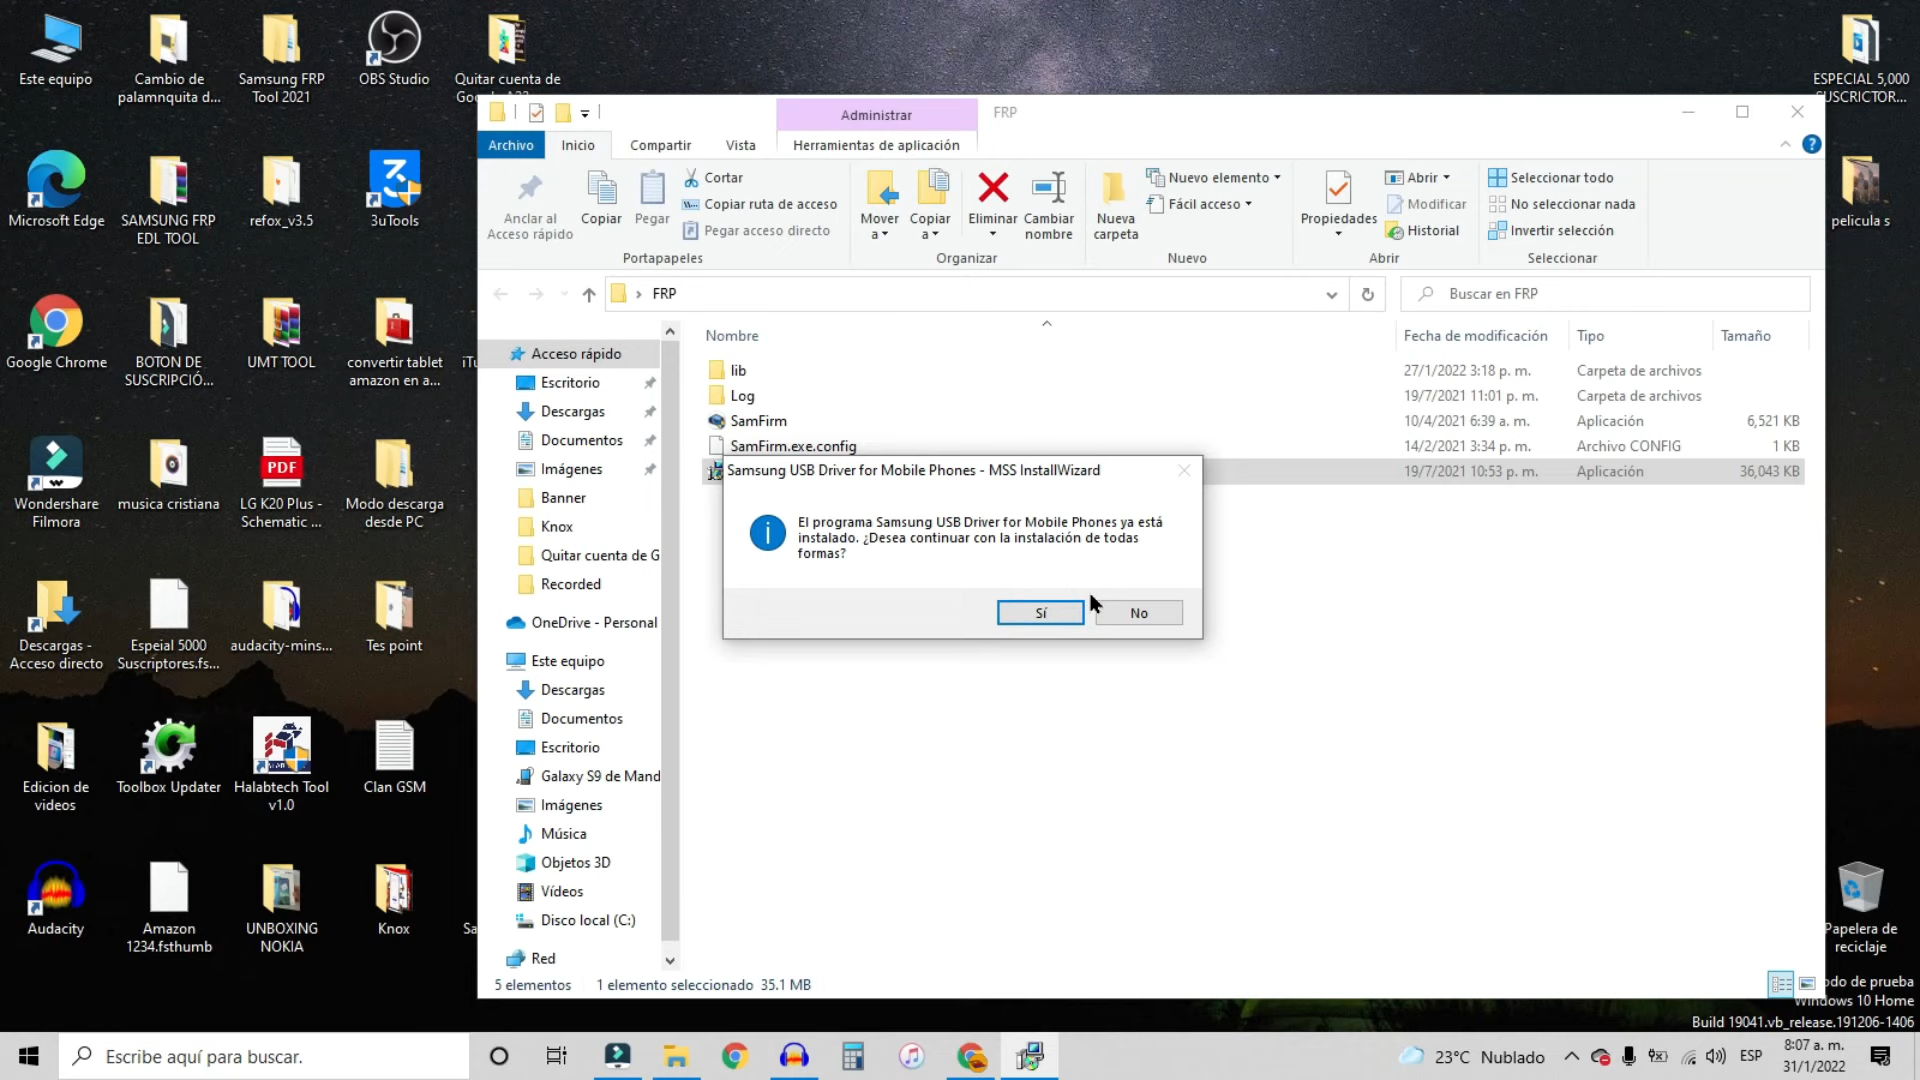 Este equipo
Cambio de
palamnquita d...
Samsung FRP
Tool 2021
OBS Studio
Quitar cuenta de
ESPECIAL 5,000
SUSCRICTOR...
Microsoft Edge
SAMSUNG FRP
EDL TOOL
refox_v3.5
3uTools
pelicula s
Google Chrome
BOTON DE
SUSCRIPCIÓ...
UMT TOOL
convertir tablet
amazon en a...
Wondershare
Filmora
musica cristiana
PDF
LG K20 Plus -
Schematic ...
Modo descarga
desde PC
Descargas -
Acceso directo
Espeial 5000
Suscriptores.fs...
audacity-mins...
Tes point
Edicion de
videos
Toolbox Updater
Halabtech Tool
v1.0
Clan GSM
Audacity
Amazon
1234.fsthumb
UNBOXING
NOKIA
Knox
Papelera de
reciclaje
Administrar
FRP
Archivo
Inicio
Compartir
Vista
Herramientas de aplicación
Anclar al
Acceso rápido
Copiar
Pegar
Cortar
Copiar ruta de acceso
Pegar acceso directo
Portapapeles
Mover
a
Copiar
a
Eliminar
Cambiar
nombre
Organizar
Nueva
carpeta
Nuevo elemento
Fácil acceso
Nuevo
Propiedades
Abrir
Modificar
Historial
Abrir
Seleccionar todo
No seleccionar nada
Invertir selección
Seleccionar
FRP
Buscar en FRP
Acceso rápido
Escritorio
Descargas
Documentos
Imágenes
Banner
Knox
Quitar cuenta de G
Recorded
OneDrive - Personal
Este equipo
Descargas
Documentos
Escritorio
Galaxy S9 de Mand
Imágenes
Música
Objetos 3D
Vídeos
Disco local (C:)
Red
Nombre
Fecha de modificación
Tipo
Tamaño
lib
27/1/2022 3:18 p. m.
Carpeta de archivos
Log
19/7/2021 11:01 p. m.
Carpeta de archivos
SamFirm
10/4/2021 6:39 a. m.
Aplicación
6,521 KB
SamFirm.exe.config
14/2/2021 3:34 p. m.
Archivo CONFIG
1 KB
19/7/2021 10:53 p. m.
Aplicación
36,043 KB
Samsung USB Driver for Mobile Phones - MSS InstallWizard
El programa Samsung USB Driver for Mobile Phones ya está
instalado. ¿Desea continuar con la instalación de todas
formas?
Sí
No
5 elementos
1 elemento seleccionado 35.1 MB
odo de prueba
Windows 10 Home
Build 19041.vb_release.191206-1406
Escribe aquí para buscar.
23°C Nublado
ESP
8:07 a. m.
31/1/2022